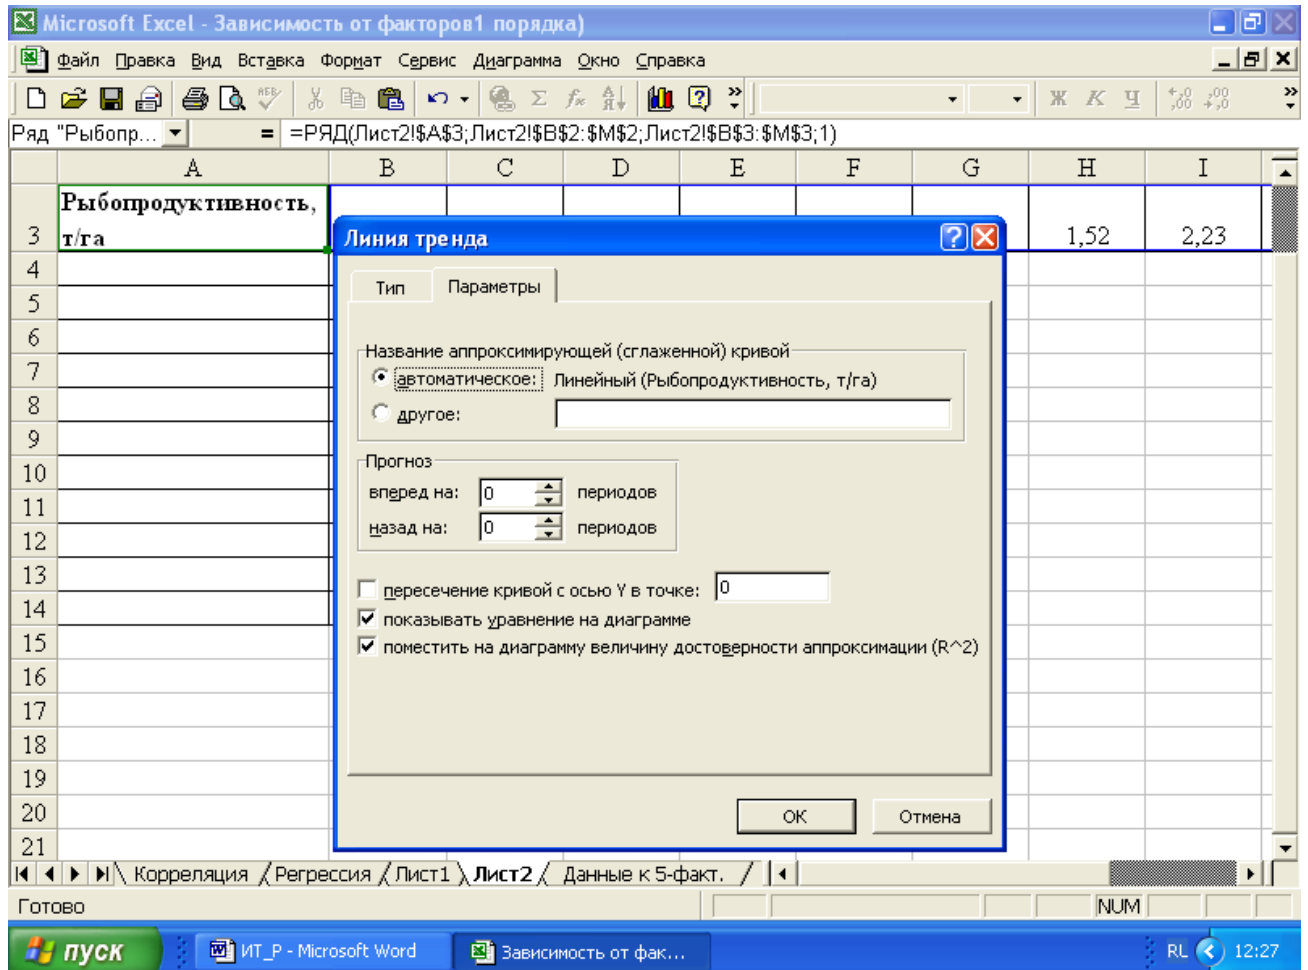 Microsoft Excel - Зависимость от факторов1 порядка)
Файл Правка Вид Вставка Формат Сервис Диаграмма Окно Справка
Ж К Ч
Ряд "Рыбопр... = =РЯД(Лист2!$A$3;Лист2!$B$2:$M$2;Лист2!$B$3:$M$3;1)
A B C D E F G H I
Рыбопродуктивность,
3 т/га 1,52 2,23
Линия тренда
4
Тип Параметры
5
6
Название аппроксимирующей (сглаженной) кривой
7
автоматическое: Линейный (Рыбопродуктивность, т/га)
8
другое:
9
Прогноз
10
вперед на: 0 периодов
11
назад на: 0 периодов
12
13
пересечение кривой с осью Y в точке: 0
14
показывать уравнение на диаграмме
15
поместить на диаграмму величину достоверности аппроксимации (R^2)
16
17
18
19
20
ОК Отмена
21
Корреляция Регрессия Лист1 Лист2 Данные к 5-факт.
Готово NUM
пуск ИТ_Р - Microsoft Word Зависимость от фак... RL 12:27